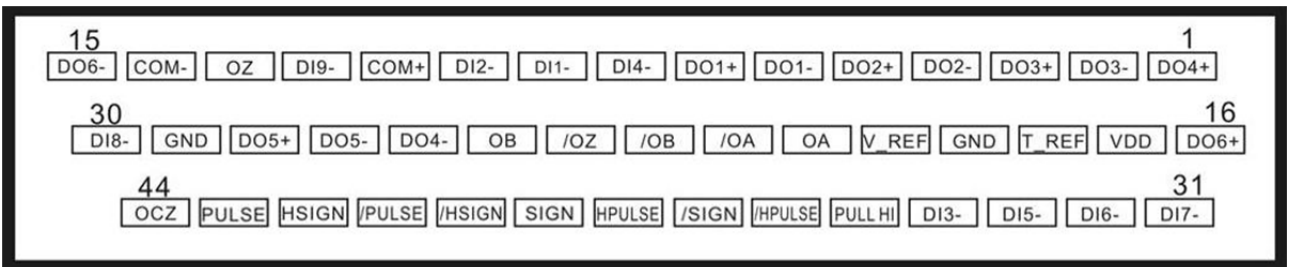 15 1
DO6- COM- OZ DI9- COM+ DI2- DI1- DI4- DO1+ DO1- DO2+ DO2- DO3+ DO3- DO4+
30 16
DI8- GND DO5+ DO5- DO4- OB /OZ /OB /OA OA V_REF GND T_REF VDD DO6+
44 31
OCZ PULSE HSIGN /PULSE /HSIGN SIGN HPULSE /SIGN /HPULSE PULL HI DI3- DI5- DI6- DI7-